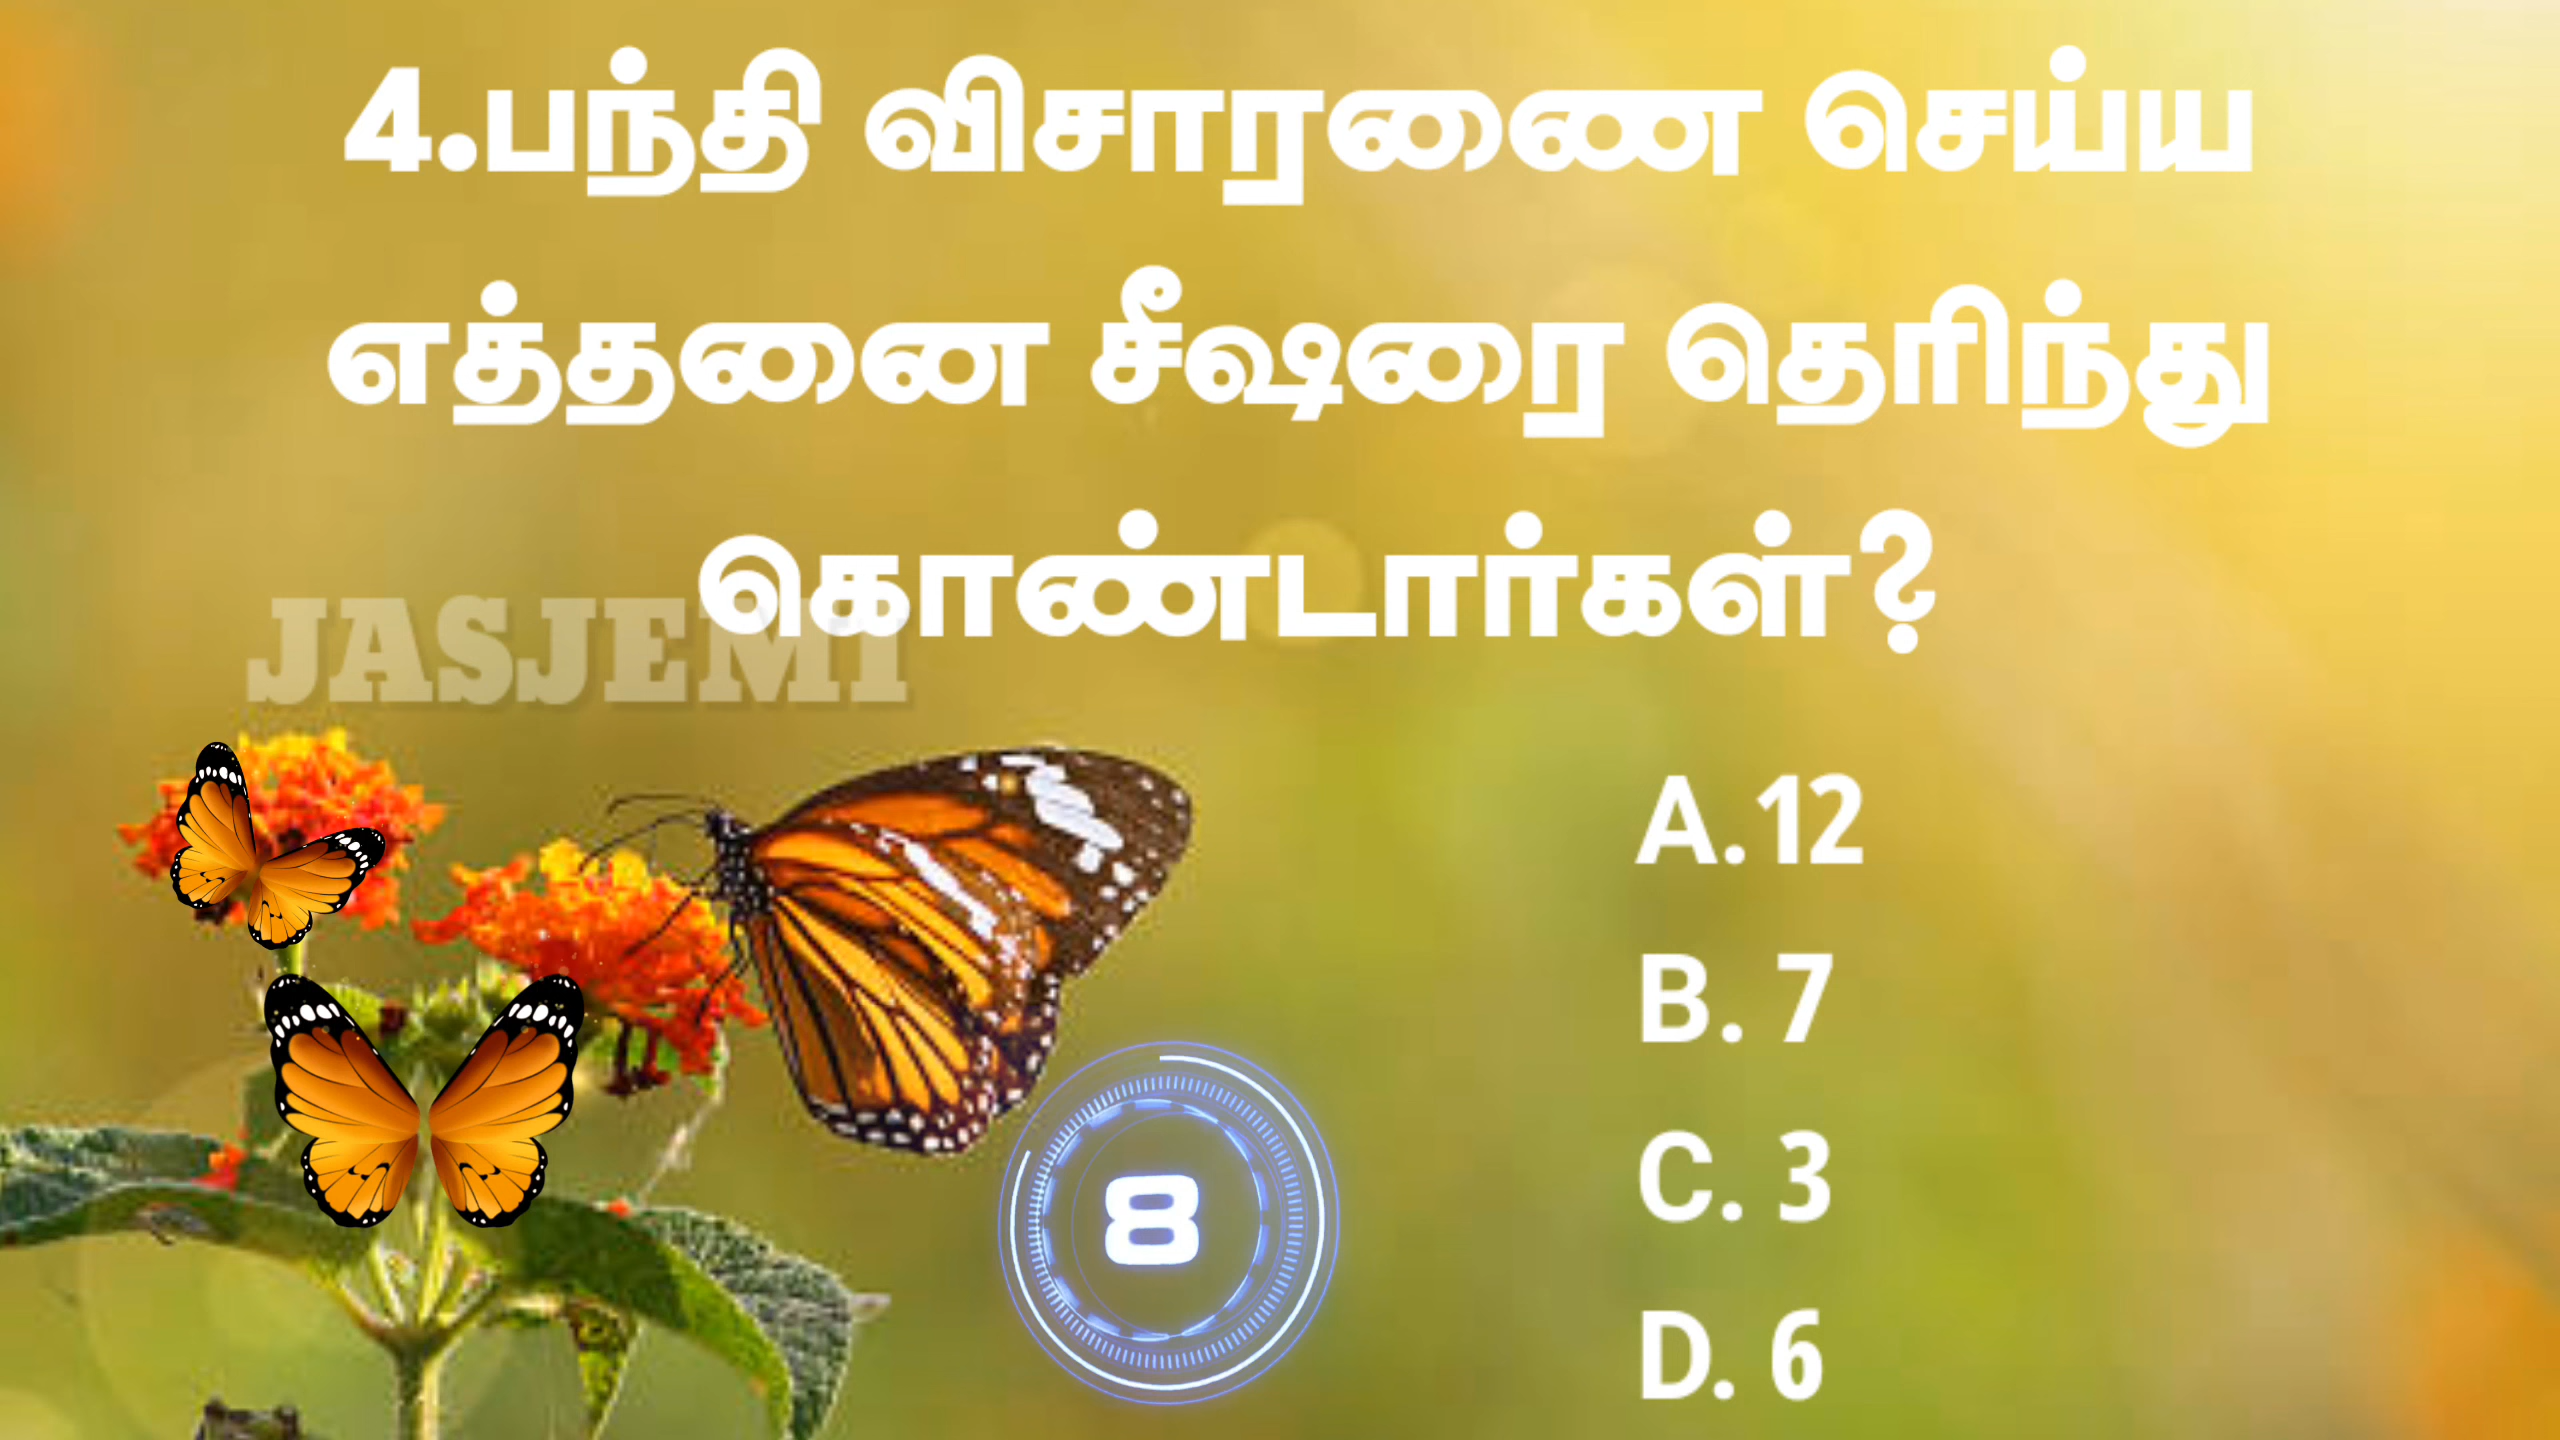 4.பந்தி விசாரணை செய்ய
எத்தனை சீஷரை தெரிந்து
கொண்டார்கள்?
JASJEMI
A.12
B. 7
C. 3
D. 6
8